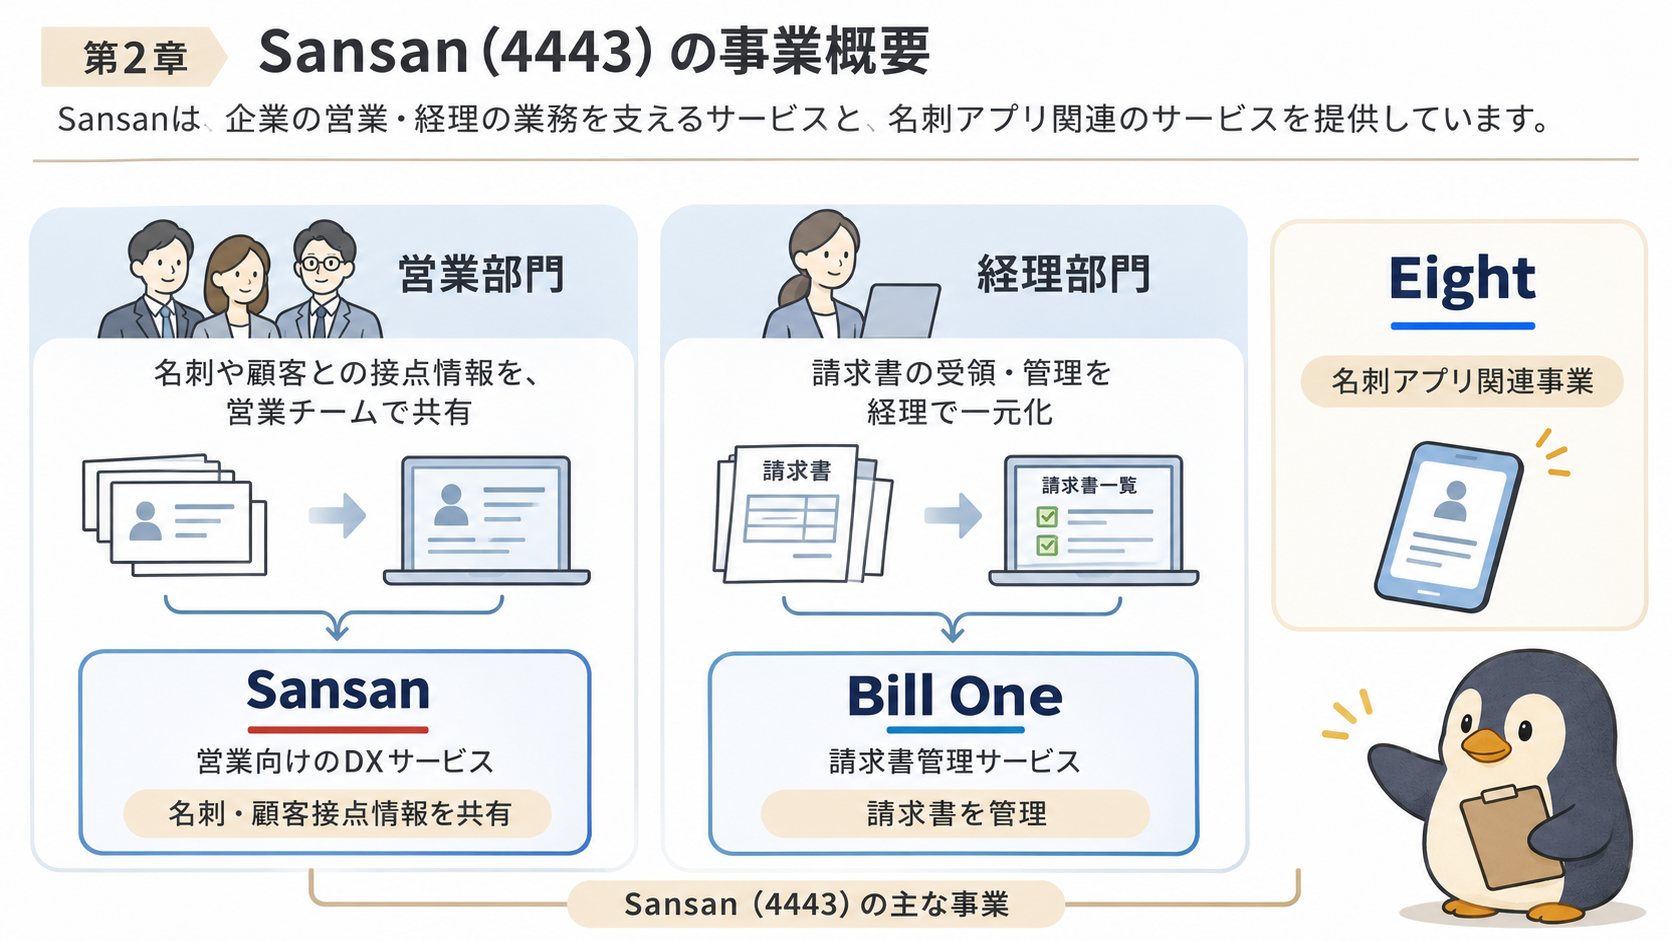 第2章
Sansan（4443）の事業概要
Sansanは、企業の営業・経理の業務を支えるサービスと、名刺アプリ関連のサービスを提供しています。
営業部門
名刺や顧客との接点情報を、
営業チームで共有
Sansan
営業向けのDXサービス
名刺・顧客接点情報を共有
経理部門
請求書の受領・管理を
経理で一元化
請求書
請求書一覧
Bill One
請求書管理サービス
請求書を管理
Eight
名刺アプリ関連事業
Sansan（4443）の主な事業